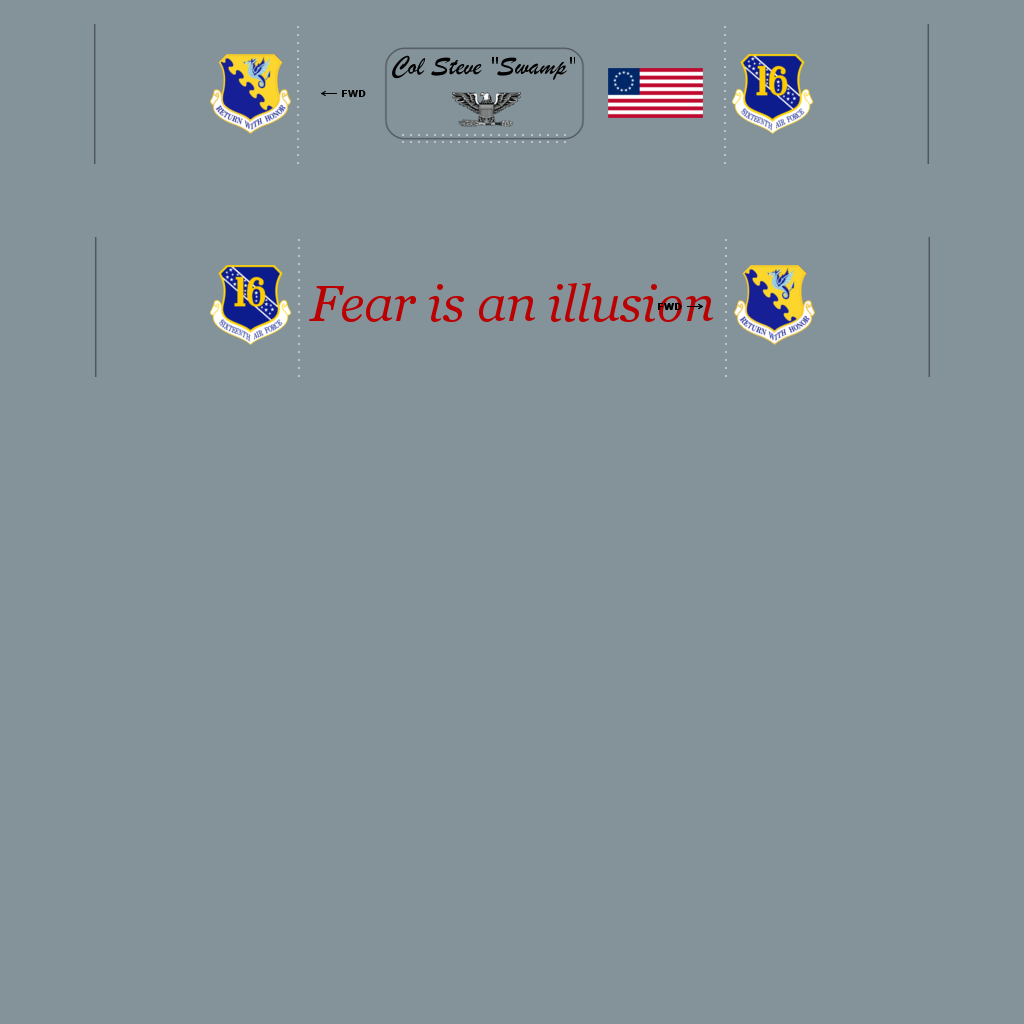 Col Steve "Swamp"
← FWD
16
RETURN WITH HONOR
SIXTEENTH AIR FORCE
16
Fear is an illusion
FWD →
SIXTEENTH AIR FORCE
RETURN WITH HONOR